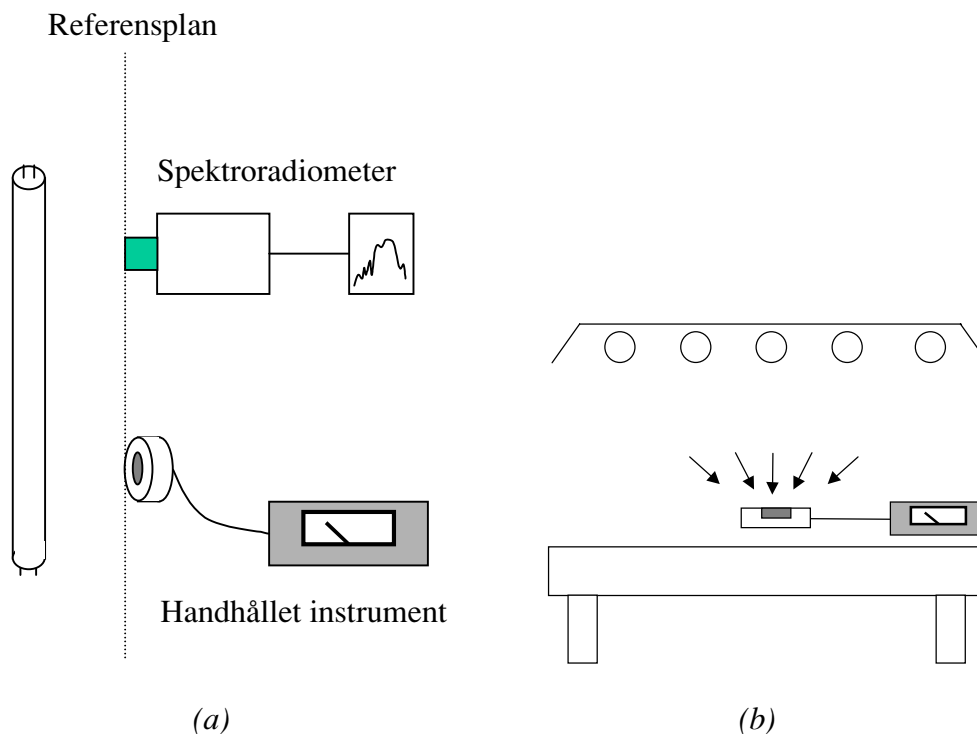 Referensplan
Spektroradiometer
Handhållet instrument
(a)
(b)